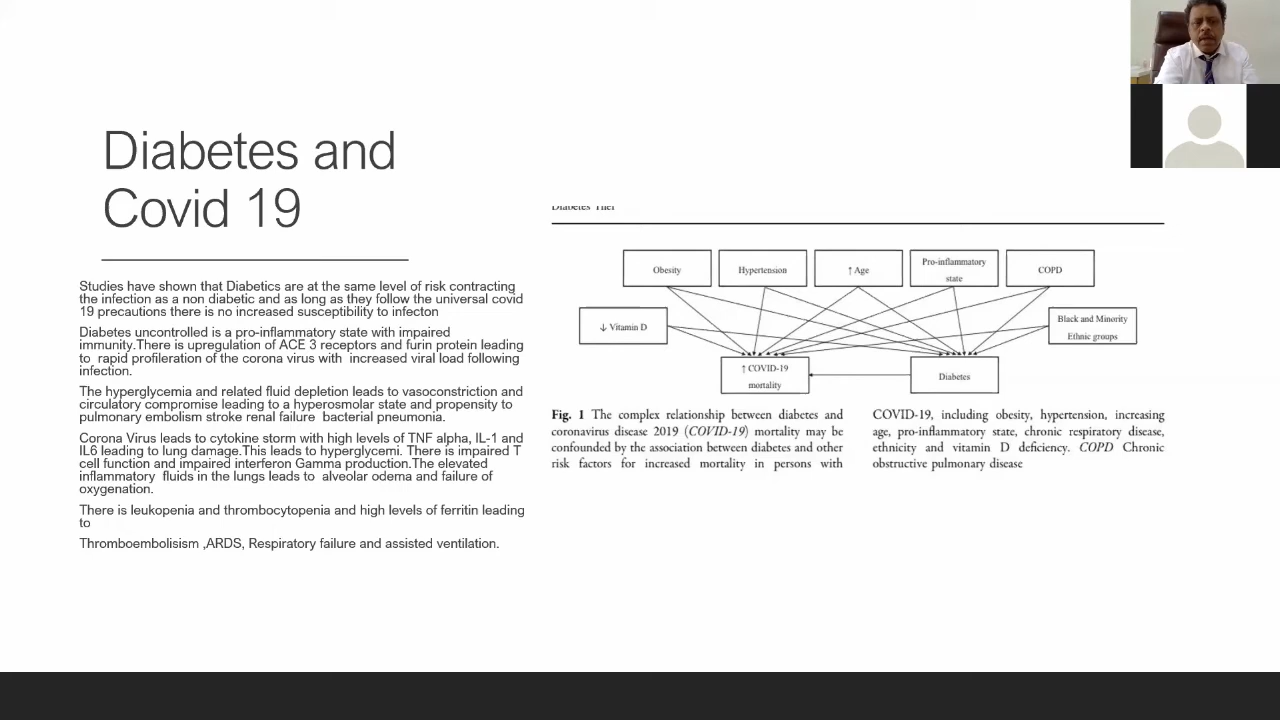 Diabetes and
Covid 19
Studies have shown that Diabetics are at the same level of risk contracting
the infection as a non diabetic and as long as they follow the universal covid
19 precautions there is no increased susceptibility to infecton
Diabetes uncontrolled is a pro-inflammatory state with impaired
immunity.There is upregulation of ACE 3 receptors and furin protein leading
to rapid profileration of the corona virus with increased viral load following
infection.
The hyperglycemia and related fluid depletion leads to vasoconstriction and
circulatory compromise leading to a hyperosmolar state and propensity to
pulmonary embolism stroke renal failure bacterial pneumonia.
Corona Virus leads to cytokine storm with high levels of TNF alpha, IL-1 and
IL6 leading to lung damage.This leads to hyperglycemi. There is impaired T
cell function and impaired interferon Gamma production.The elevated
inflammatory fluids in the lungs leads to alveolar odema and failure of
oxygenation.
There is leukopenia and thrombocytopenia and high levels of ferritin leading
to
Thromboembolisism ,ARDS, Respiratory failure and assisted ventilation.
Diabetes Ther
Obesity
Hypertension
↑ Age
Pro-inflammatory
state
COPD
↓ Vitamin D
Black and Minority
Ethnic groups
↑ COVID-19
mortality
Diabetes
Fig. 1 The complex relationship between diabetes and
coronavirus disease 2019 (COVID-19) mortality may be
confounded by the association between diabetes and other
risk factors for increased mortality in persons with
COVID-19, including obesity, hypertension, increasing
age, pro-inflammatory state, chronic respiratory disease,
ethnicity and vitamin D deficiency. COPD Chronic
obstructive pulmonary disease